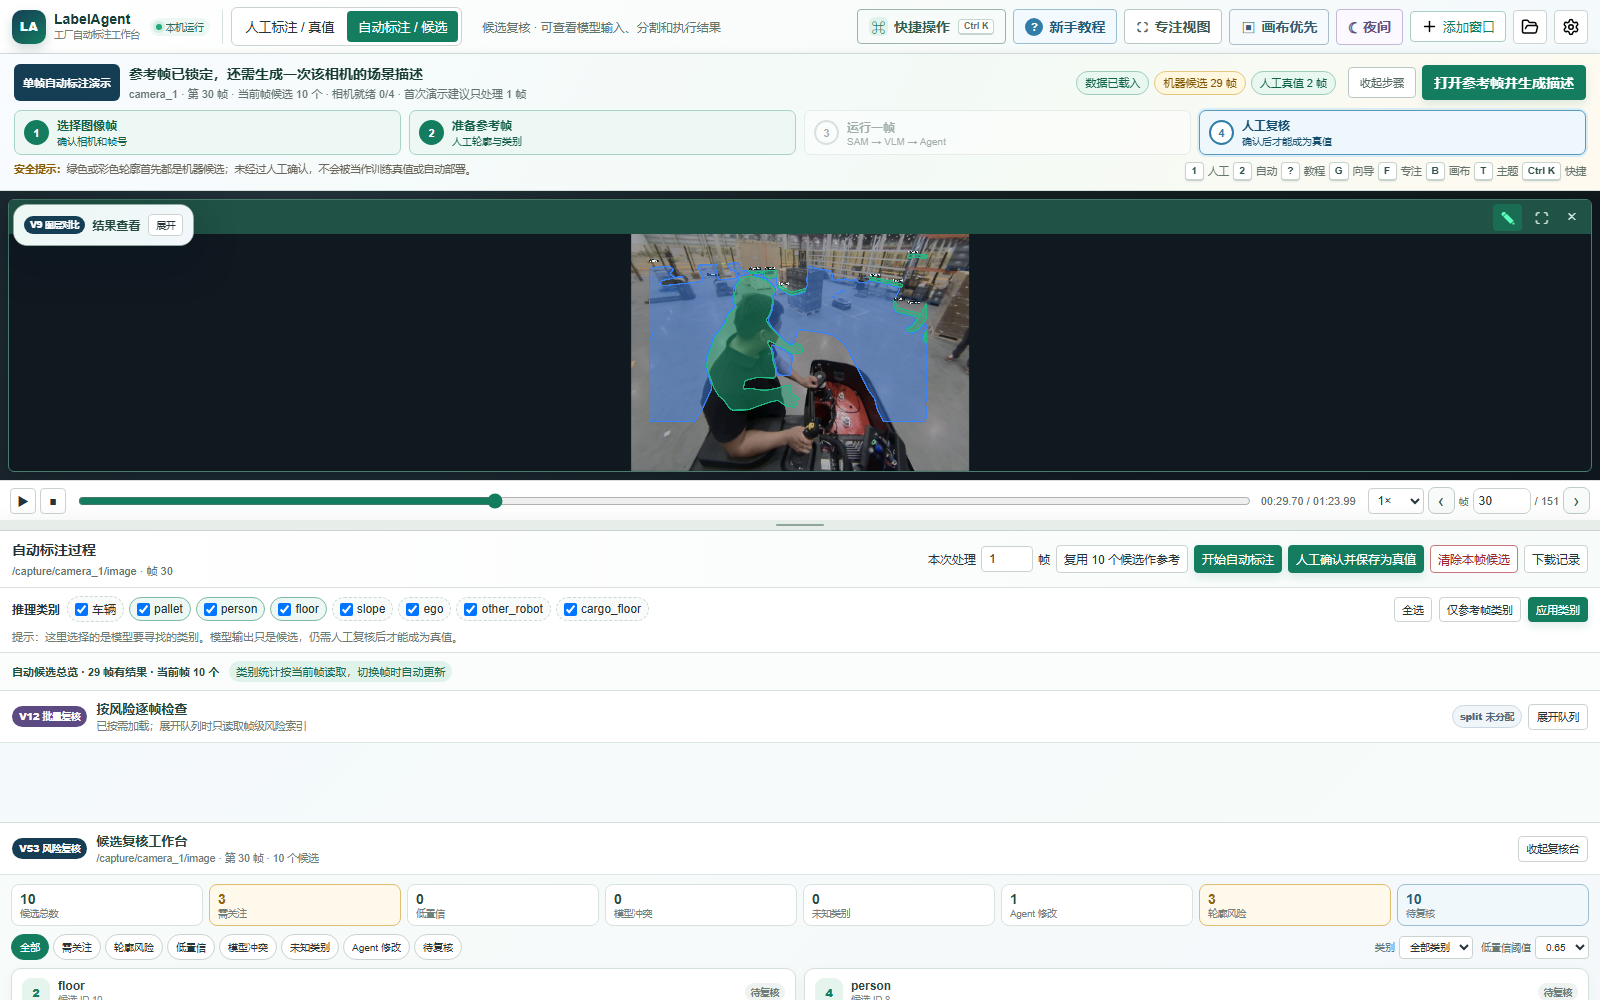 LA
LabelAgent
工厂自动标注工作台
本机运行
人工标注 / 真值
自动标注 / 候选
候选复核 · 可查看模型输入、分割和执行结果
快捷操作 Ctrl K
? 新手教程
专注视图
画布优先
夜间
添加窗口
单帧自动标注演示
参考帧已锁定，还需生成一次该相机的场景描述
camera_1 · 第 30 帧 · 当前帧候选 10 个 · 相机就绪 0/4 · 首次演示建议只处理 1 帧
数据已载入
机器候选 29 帧
人工真值 2 帧
收起步骤
打开参考帧并生成描述
1 选择图像帧
确认相机和帧号
2 准备参考帧
人工轮廓与类别
3 运行一帧
SAM → VLM → Agent
4 人工复核
确认后才能成为真值
安全提示：绿色或彩色轮廓首先都是机器候选；未经过人工确认，不会被当作训练真值或自动部署。
1 人工 2 自动 ? 教程 G 向导 F 专注 B 画布 T 主题 Ctrl K 快捷
V9 图层对比 结果查看 展开
00:29.70 / 01:23.99
1×
帧 30 / 151
自动标注过程
/capture/camera_1/image · 帧 30
本次处理 1 帧
复用 10 个候选作参考
开始自动标注
人工确认并保存为真值
清除本帧候选
下载记录
推理类别 车辆 pallet person floor slope ego other_robot cargo_floor
全选
仅参考帧类别
应用类别
提示：这里选择的是模型要寻找的类别。模型输出只是候选，仍需人工复核后才能成为真值。
自动候选总览 · 29 帧有结果 · 当前帧 10 个
类别统计按当前帧读取，切换帧时自动更新
V12 批量复核
按风险逐帧检查
已按需加载；展开队列时只读取帧级风险索引
split 未分配
展开队列
V53 风险复核
候选复核工作台
/capture/camera_1/image · 第 30 帧 · 10 个候选
收起复核台
10
候选总数
3
需关注
0
低置信
0
模型冲突
0
未知类别
1
Agent 修改
3
轮廓风险
10
待复核
全部 需关注 轮廓风险 低置信 模型冲突 未知类别 Agent 修改 待复核
类别 全部类别
低置信阈值 0.65
2 floor
候选 ID 10
待复核
4 person
候选 ID 8
待复核